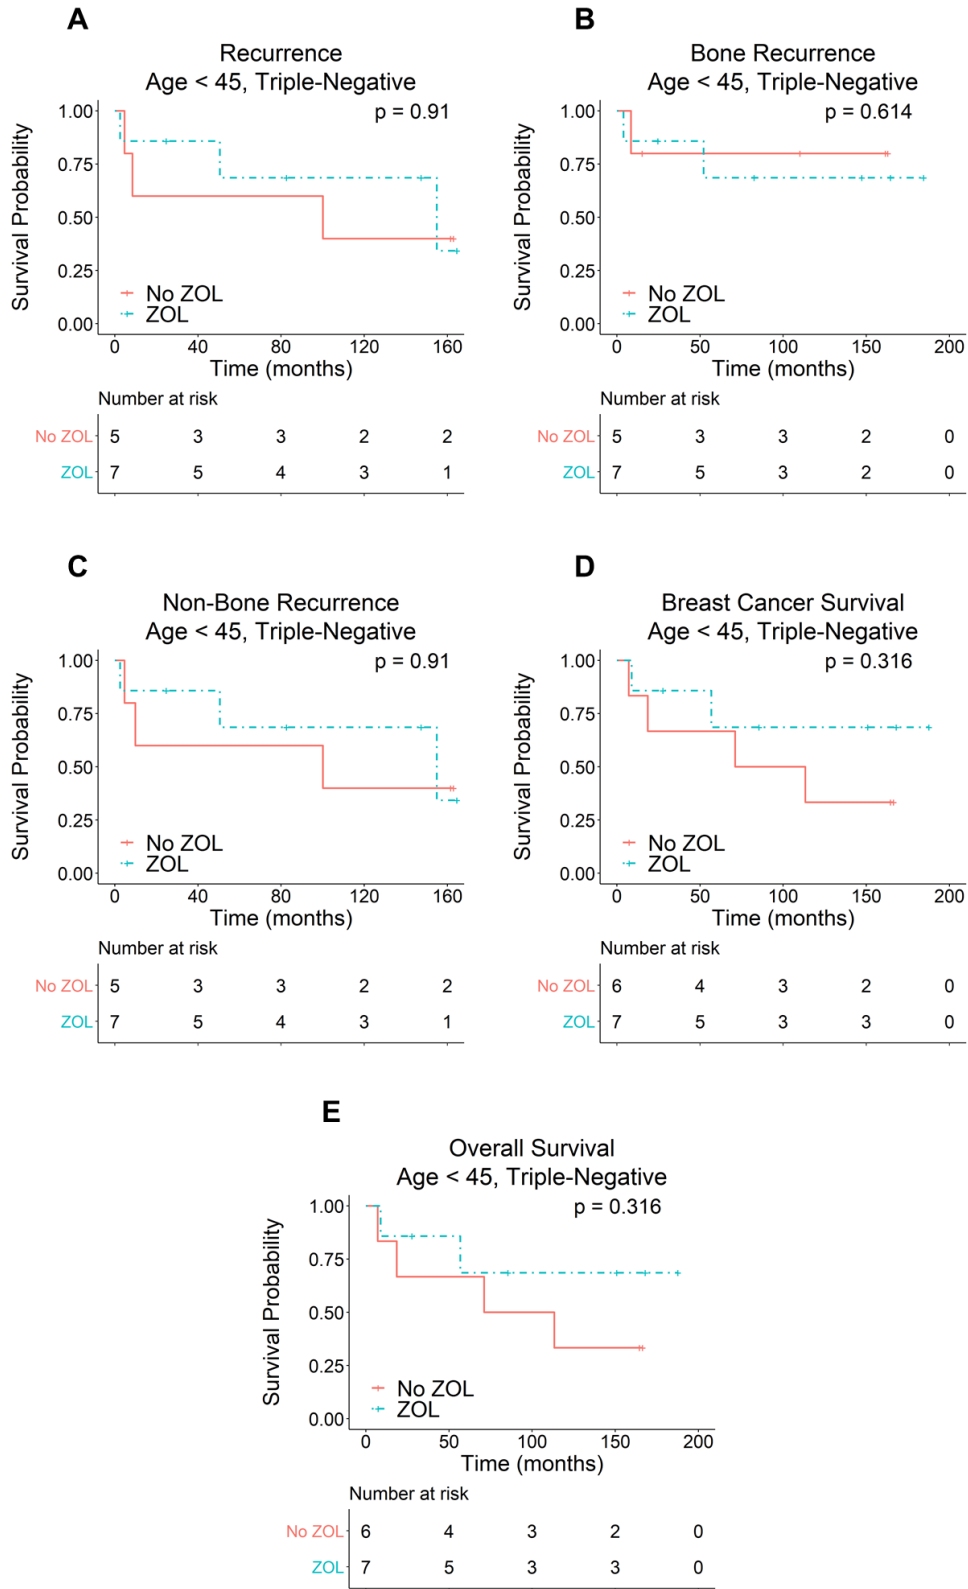 A
Recurrence
Age < 45, Triple-Negative
p = 0.91
1.00
0.75
0.50
0.25
0.00
Survival Probability
No ZOL
ZOL
0 40 80 120 160
Time (months)
Number at risk
No ZOL 5 3 3 2 2
ZOL 7 5 4 3 1
B
Bone Recurrence
Age < 45, Triple-Negative
p = 0.614
1.00
0.75
0.50
0.25
0.00
Survival Probability
No ZOL
ZOL
0 50 100 150 200
Time (months)
Number at risk
No ZOL 5 3 3 2 0
ZOL 7 5 3 2 0
C
Non-Bone Recurrence
Age < 45, Triple-Negative
p = 0.91
1.00
0.75
0.50
0.25
0.00
Survival Probability
No ZOL
ZOL
0 40 80 120 160
Time (months)
Number at risk
No ZOL 5 3 3 2 2
ZOL 7 5 4 3 1
D
Breast Cancer Survival
Age < 45, Triple-Negative
p = 0.316
1.00
0.75
0.50
0.25
0.00
Survival Probability
No ZOL
ZOL
0 50 100 150 200
Time (months)
Number at risk
No ZOL 6 4 3 2 0
ZOL 7 5 3 3 0
E
Overall Survival
Age < 45, Triple-Negative
p = 0.316
1.00
0.75
0.50
0.25
0.00
Survival Probability
No ZOL
ZOL
0 50 100 150 200
Time (months)
Number at risk
No ZOL 6 4 3 2 0
ZOL 7 5 3 3 0